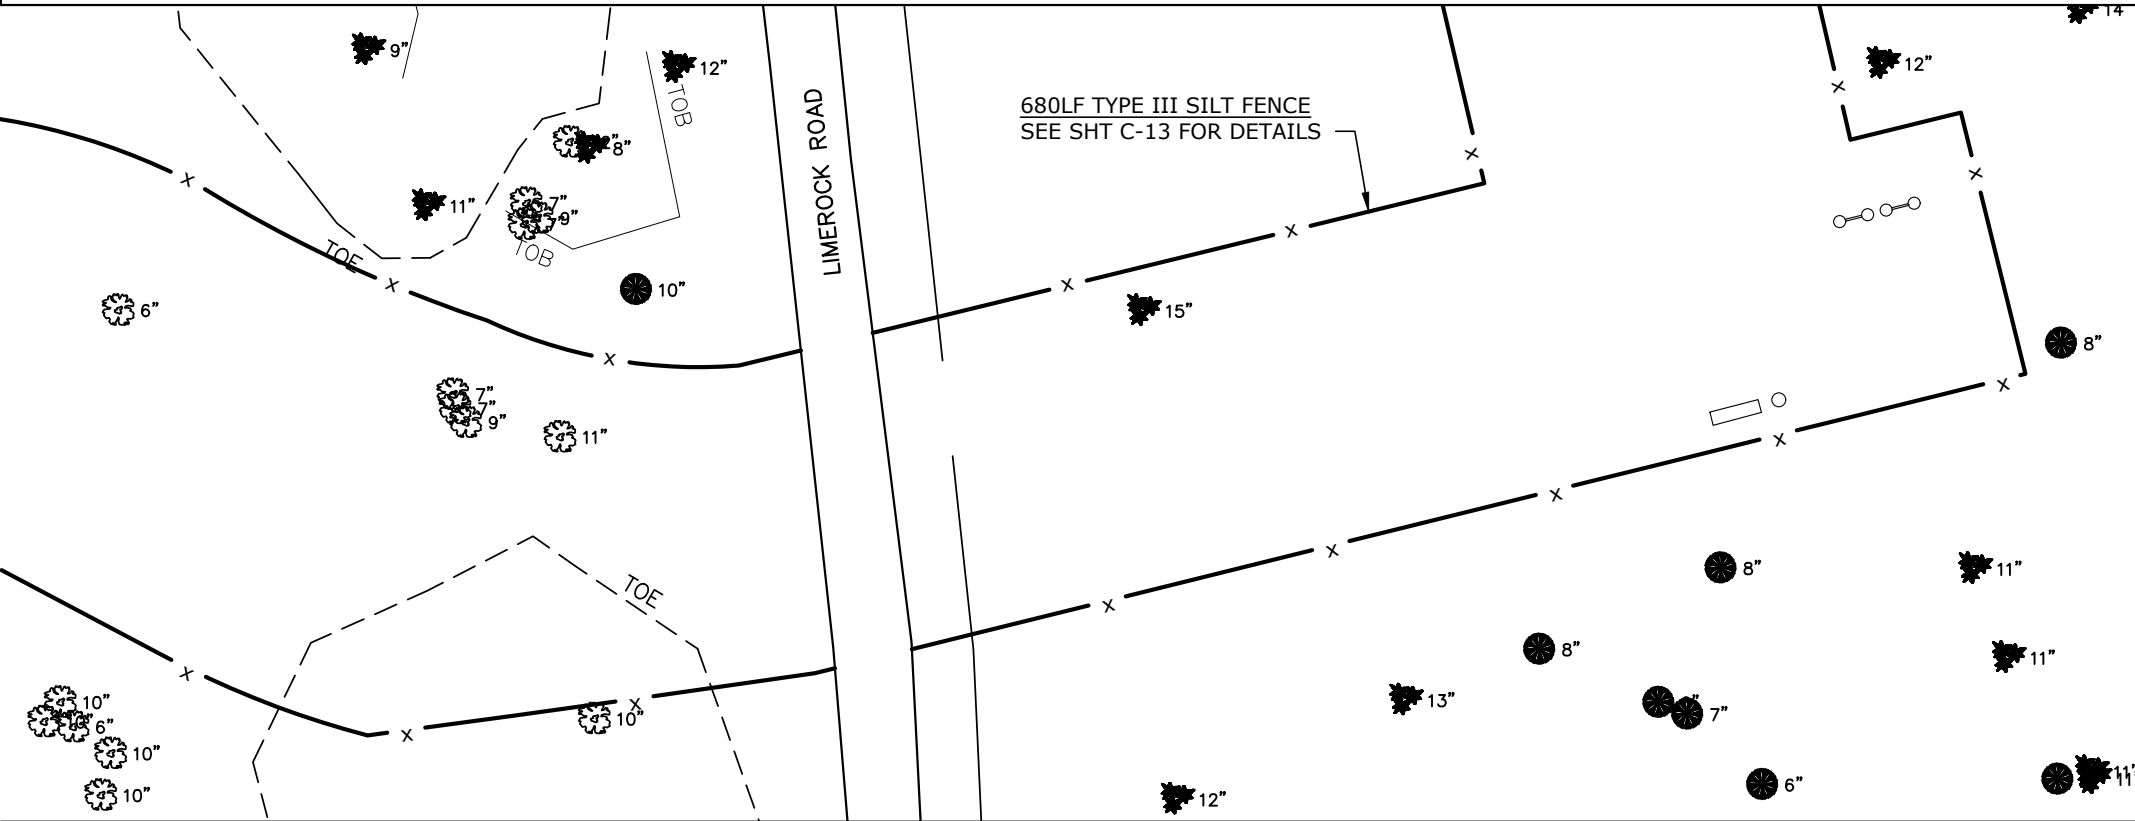 14
9"
12"
12"
TOB
LIMEROCK ROAD
680LF TYPE III SILT FENCE
SEE SHT C-13 FOR DETAILS
X
8"
X
X
X
7"
11"
9"
X
TOE
TOB
X
X
X
10"
6"
15"
8"
X
X
7"
7"
9"
11"
X
X
X
X
TOE
8"
11"
8"
11"
X
10"
6"
10"
X
X
13"
7"
10"
10"
12"
6"
11"